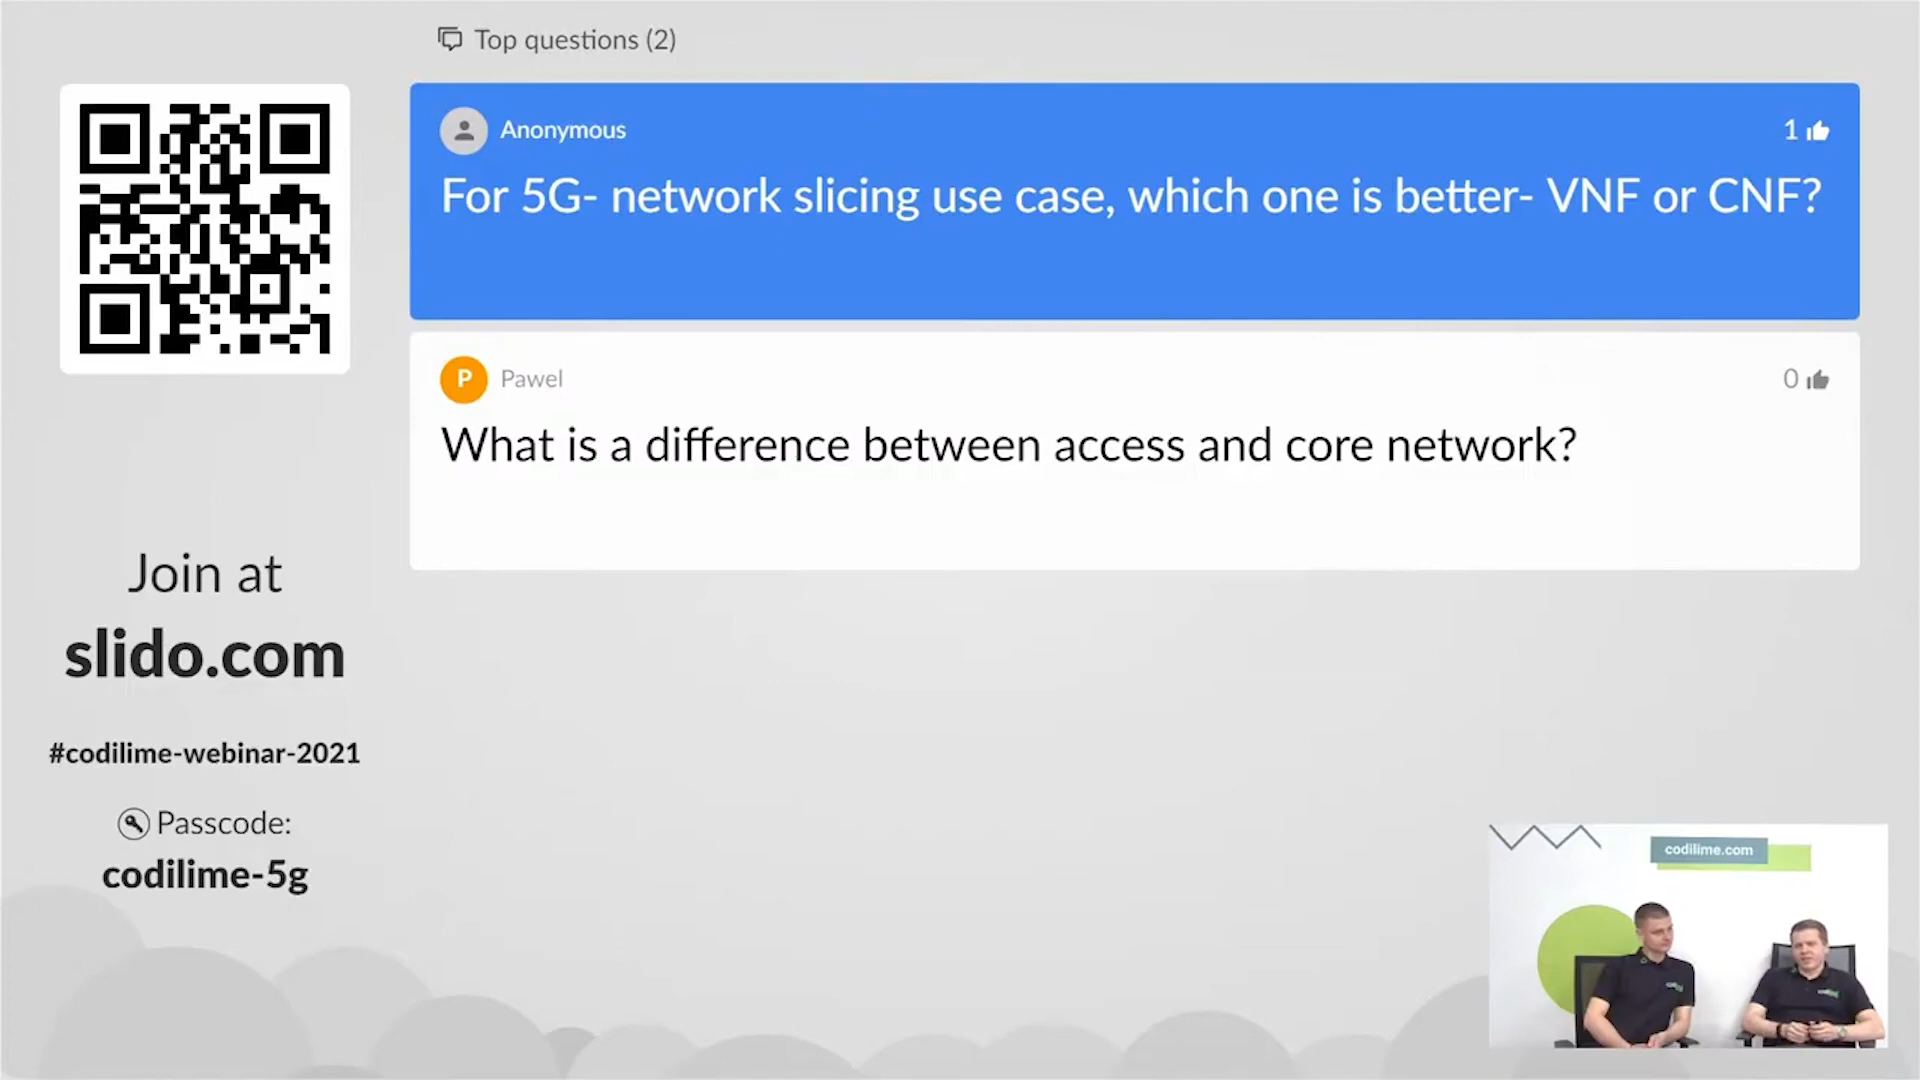 Top questions (2)
Anonymous
1
For 5G- network slicing use case, which one is better- VNF or CNF?
P
Pawel
0
What is a difference between access and core network?
Join at
slido.com
#codilime-webinar-2021
Passcode:
codilime-5g
codilime.com